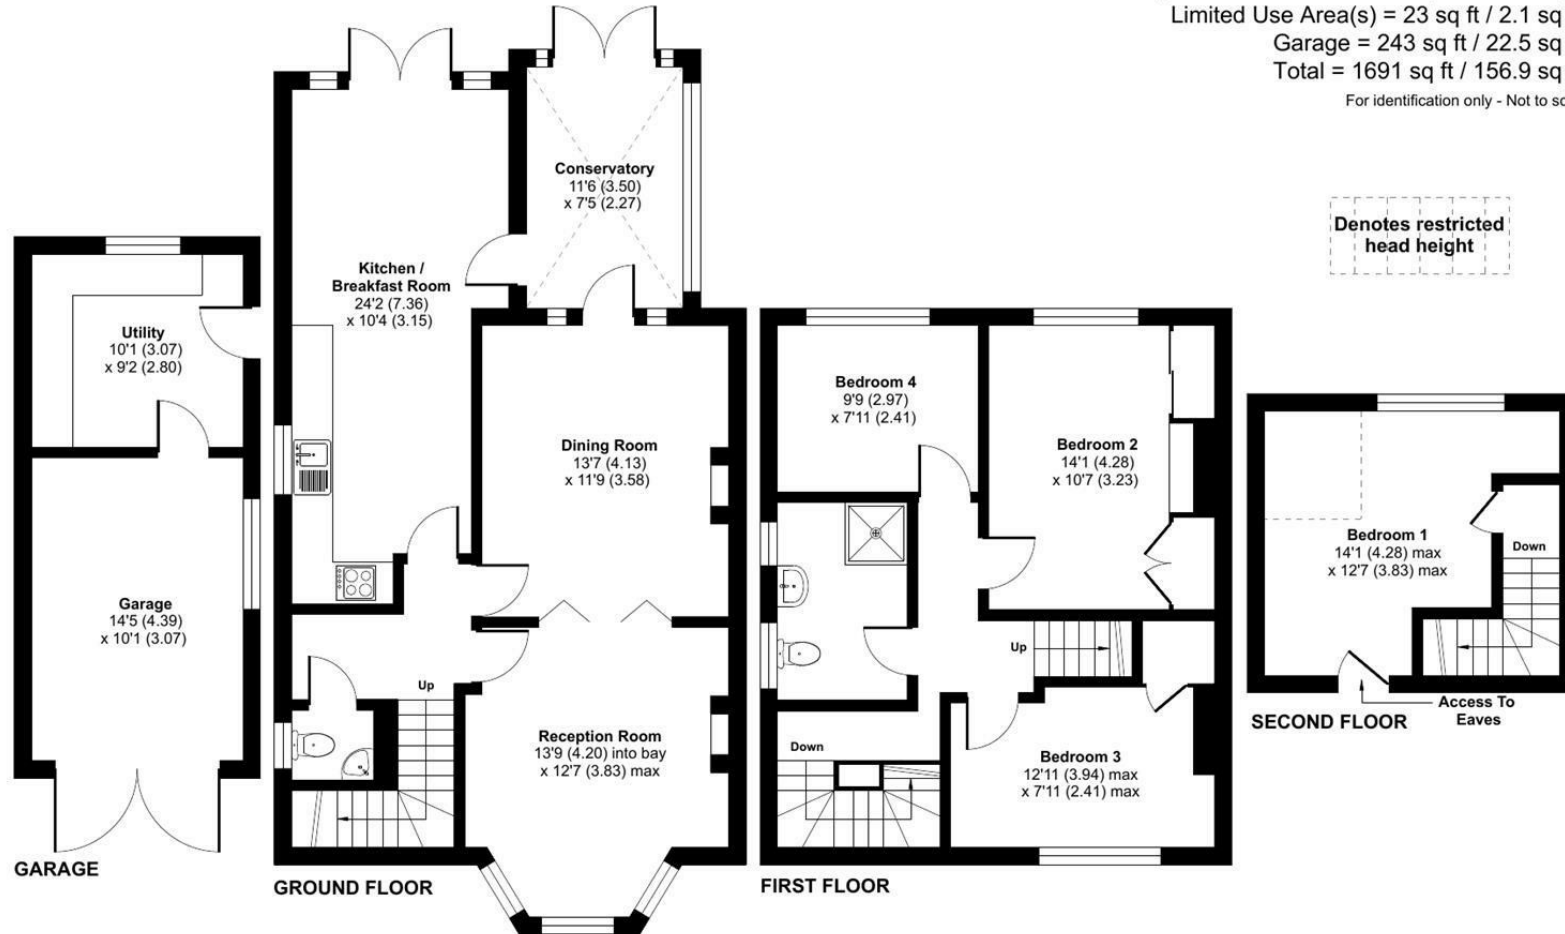 Limited Use Area(s) = 23 sq ft / 2.1 sq
Garage = 243 sq ft / 22.5 sq
Total = 1691 sq ft / 156.9 sq
For identification only - Not to sc
Denotes restricted
head height
Utility
10'1 (3.07)
x 9'2 (2.80)
Garage
14'5 (4.39)
x 10'1 (3.07)
GARAGE
Kitchen /
Breakfast Room
24'2 (7.36)
x 10'4 (3.15)
Conservatory
11'6 (3.50)
x 7'5 (2.27)
Dining Room
13'7 (4.13)
x 11'9 (3.58)
Up
Reception Room
13'9 (4.20) into bay
x 12'7 (3.83) max
GROUND FLOOR
Bedroom 4
9'9 (2.97)
x 7'11 (2.41)
Bedroom 2
14'1 (4.28)
x 10'7 (3.23)
Up
Down
Bedroom 3
12'11 (3.94) max
x 7'11 (2.41) max
FIRST FLOOR
Bedroom 1
14'1 (4.28) max
x 12'7 (3.83) max
Down
Access To
Eaves
SECOND FLOOR